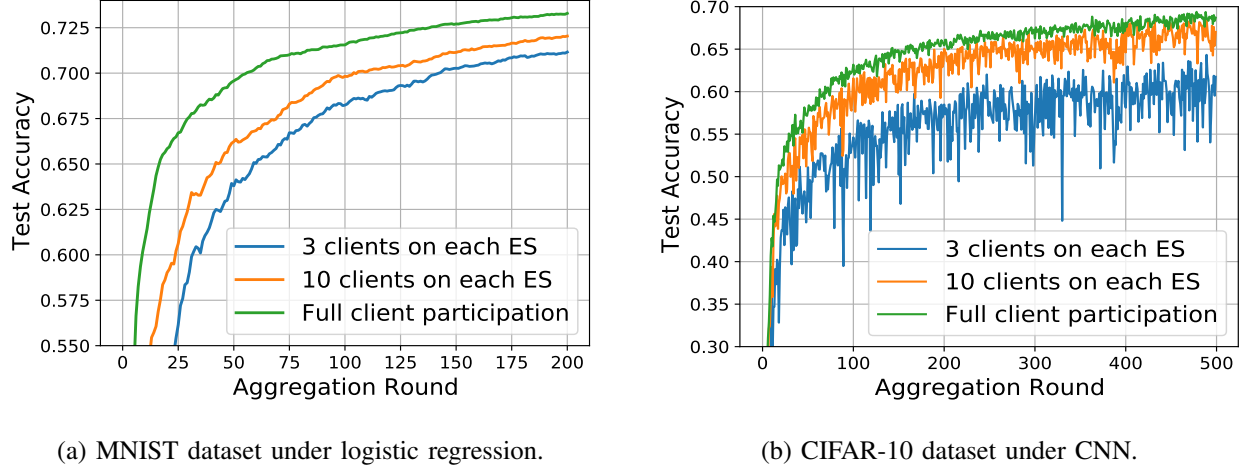 0.725
0.700
0.675
0.650
0.625
0.600
0.575
0.550
Test Accuracy
3 clients on each ES
10 clients on each ES
Full client participation
0 25 50 75 100 125 150 175 200
Aggregation Round
(a) MNIST dataset under logistic regression.
0.70
0.65
0.60
0.55
0.50
0.45
0.40
0.35
0.30
Test Accuracy
3 clients on each ES
10 clients on each ES
Full client participation
0 100 200 300 400 500
Aggregation Round
(b) CIFAR-10 dataset under CNN.